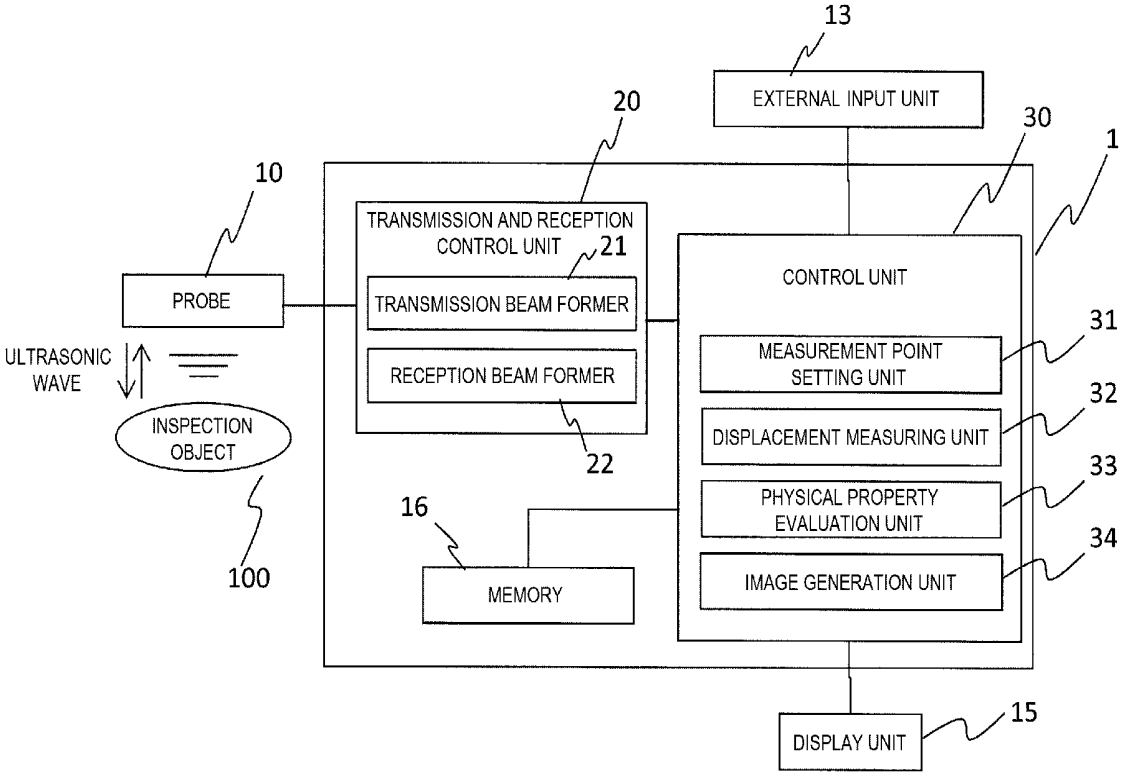 13
EXTERNAL INPUT UNIT
20
30
1
10
TRANSMISSION AND RECEPTION
CONTROL UNIT
21
CONTROL UNIT
PROBE
TRANSMISSION BEAM FORMER
ULTRASONIC
WAVE
RECEPTION BEAM FORMER
22
MEASUREMENT POINT
SETTING UNIT
31
INSPECTION
OBJECT
100
DISPLACEMENT MEASURING UNIT
32
PHYSICAL PROPERTY
EVALUATION UNIT
33
16
MEMORY
IMAGE GENERATION UNIT
34
DISPLAY UNIT
15